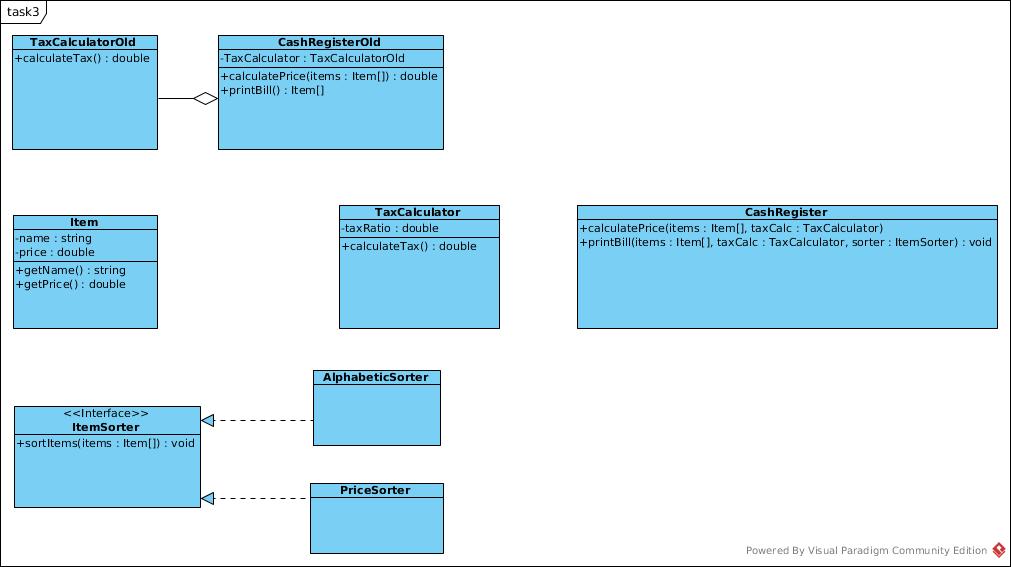 task3
TaxCalculatorOld
+calculateTax() : double
CashRegisterOld
-TaxCalculator : TaxCalculatorOld
+calculatePrice(items : Item[]) : double
+printBill() : Item[]
Item
-name : string
-price : double
+getName() : string
+getPrice() : double
TaxCalculator
-taxRatio : double
+calculateTax() : double
CashRegister
+calculatePrice(items : Item[], taxCalc : TaxCalculator)
+printBill(items : Item[], taxCalc : TaxCalculator, sorter : ItemSorter) : void
<<Interface>>
ItemSorter
+sortItems(items : Item[]) : void
AlphabeticSorter
PriceSorter
Powered By Visual Paradigm Community Edition